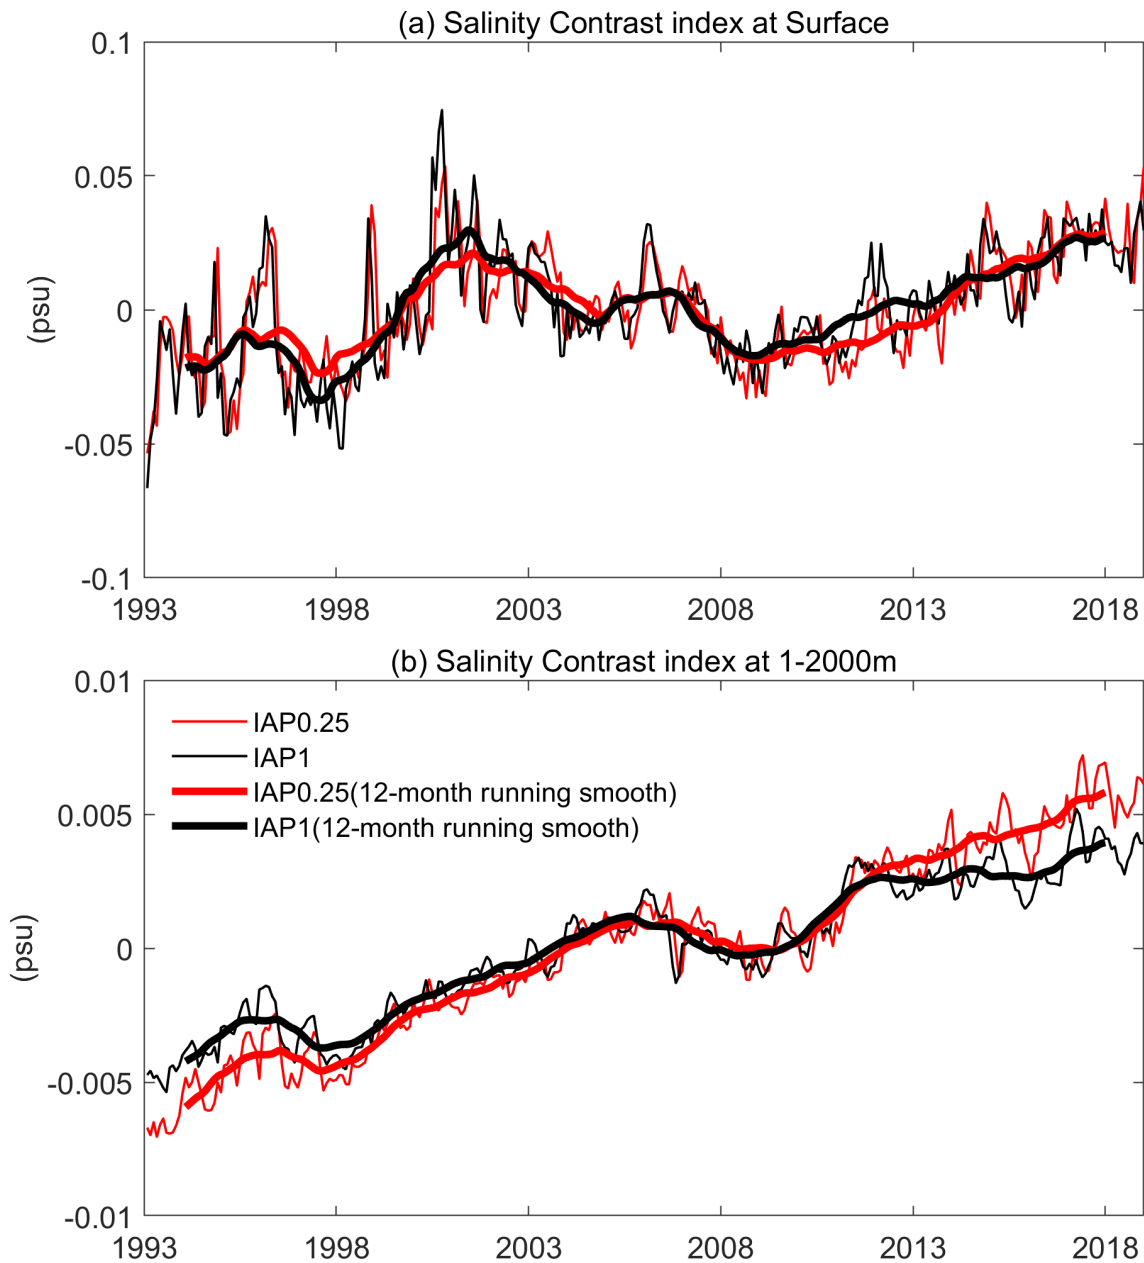 (a) Salinity Contrast index at Surface
0.1
0.05
0
-0.05
-0.1
(psu)
1993 1998 2003 2008 2013 2018
(b) Salinity Contrast index at 1-2000m
0.01
0.005
0
-0.005
-0.01
(psu)
IAP0.25
IAP1
IAP0.25(12-month running smooth)
IAP1(12-month running smooth)
1993 1998 2003 2008 2013 2018